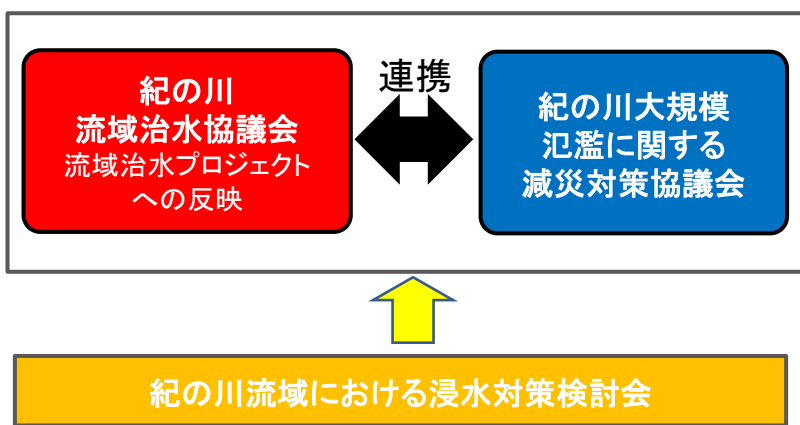 紀の川
流域治水協議会
流域治水プロジェクト
への反映
連携
紀の川大規模
氾濫に関する
減災対策協議会
紀の川流域における浸水対策検討会